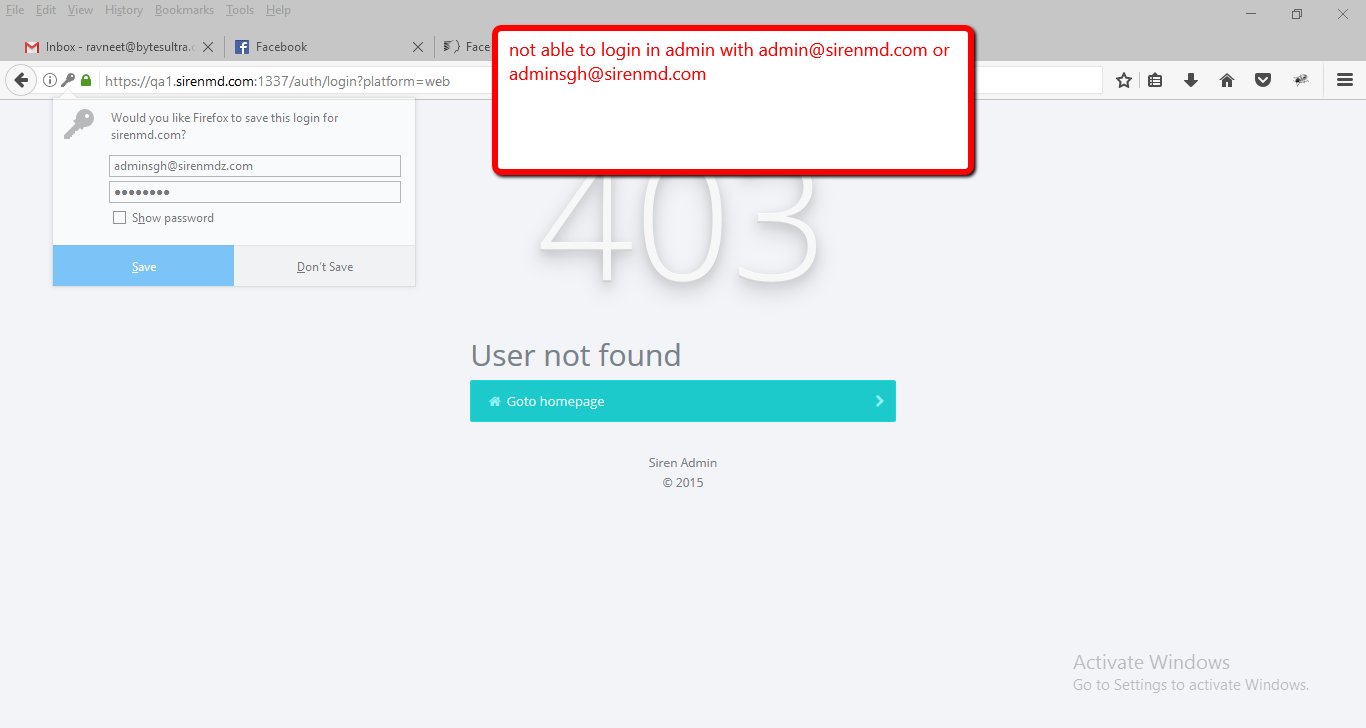 File Edit View History Bookmarks Tools Help
Inbox - ravneet@bytesultra.c
Facebook
Face
not able to login in admin with admin@sirenmd.com or
adminsgh@sirenmd.com
https://qa1.sirenmd.com:1337/auth/login?platform=web
Would you like Firefox to save this login for
sirenmd.com?
adminsgh@sirenmdz.com
Show password
Save
Don't Save
403
User not found
Goto homepage
Siren Admin
© 2015
Activate Windows
Go to Settings to activate Windows.